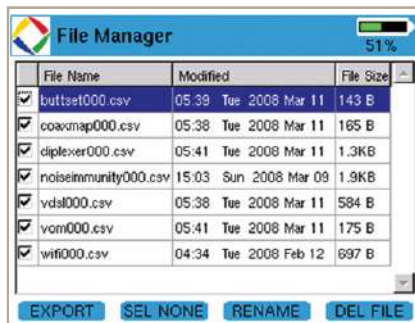 File Manager
51%
File Name Modified File Size
buttset000.csv 05:39 Tue 2008 Mar 11 143 B
coaxmap000.csv 05:38 Tue 2008 Mar 11 165 B
diplexer000.csv 05:41 Tue 2008 Mar 11 1.3KB
noiseimmunity000.csv 15:03 Sun 2008 Mar 09 1.9KB
vdsl000.csv 05:38 Tue 2008 Mar 11 584 B
vom000.csv 05:41 Tue 2008 Mar 11 175 B
wifi000.csv 04:34 Tue 2008 Feb 12 697 B
EXPORT SEL NONE RENAME DEL FILE